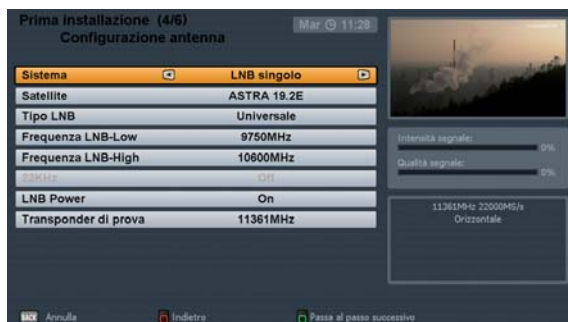 Prima installazione (4/6)
Configurazione antenna
Mar 11:28
Sistema LNB singolo
Satellite ASTRA 19.2E
Tipo LNB Universale
Frequenza LNB-Low 9750MHz
Frequenza LNB-High 10600MHz
22KHz Off
LNB Power On
Transponder di prova 11361MHz
Intensità segnale:
0%
Qualità segnale:
0%
11361MHz 22000MS/s
Orizzontale
BACK Annulla Indietro Passa al passo successivo